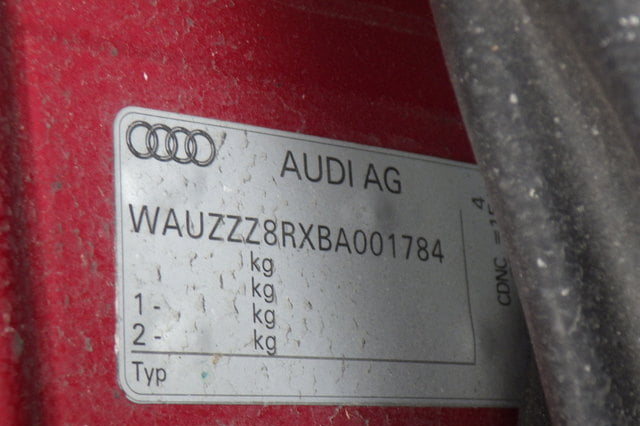 AUDI AG
WAUZZZ8RXBA001784
kg
kg
1 - kg
2 - kg
Typ
CDNC
4